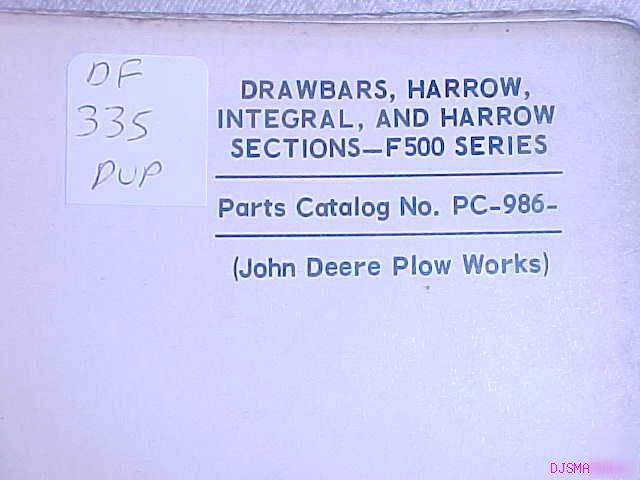 DF
335
DUP
DRAWBARS, HARROW,
INTEGRAL, AND HARROW
SECTIONS—F500 SERIES
Parts Catalog No. PC-986-
(John Deere Plow Works)
DJSMA